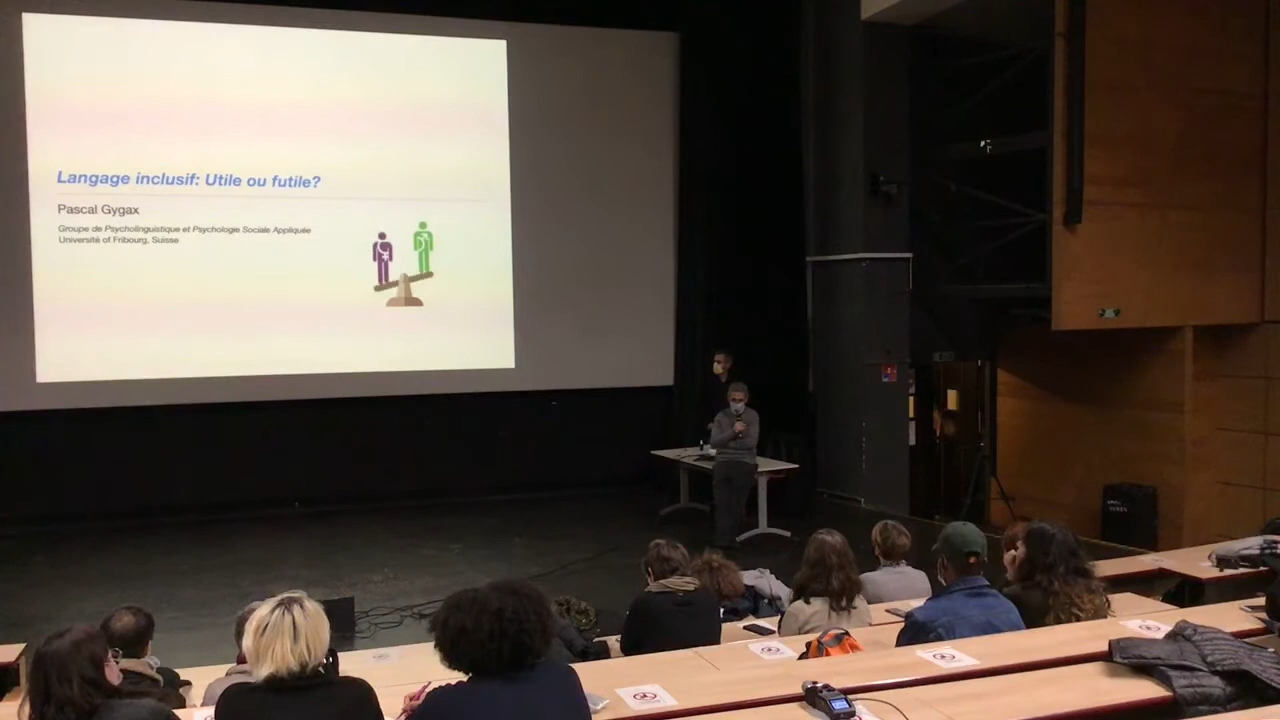 Langage inclusif: Utile ou futile?
Pascal Gygax
Groupe de Psycholinguistique et Psychologie Sociale Appliquée
Université of Fribourg, Suisse